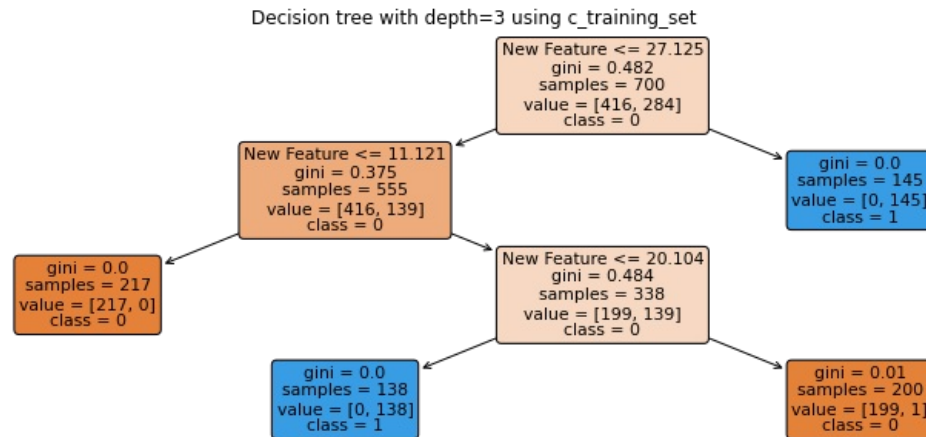 Decision tree with depth=3 using c_training_set
New Feature <= 27.125
gini = 0.482
samples = 700
value = [416, 284]
class = 0
New Feature <= 11.121
gini = 0.375
samples = 555
value = [416, 139]
class = 0
gini = 0.0
samples = 145
value = [0, 145]
class = 1
gini = 0.0
samples = 217
value = [217, 0]
class = 0
New Feature <= 20.104
gini = 0.484
samples = 338
value = [199, 139]
class = 0
gini = 0.0
samples = 138
value = [0, 138]
class = 1
gini = 0.01
samples = 200
value = [199, 1]
class = 0